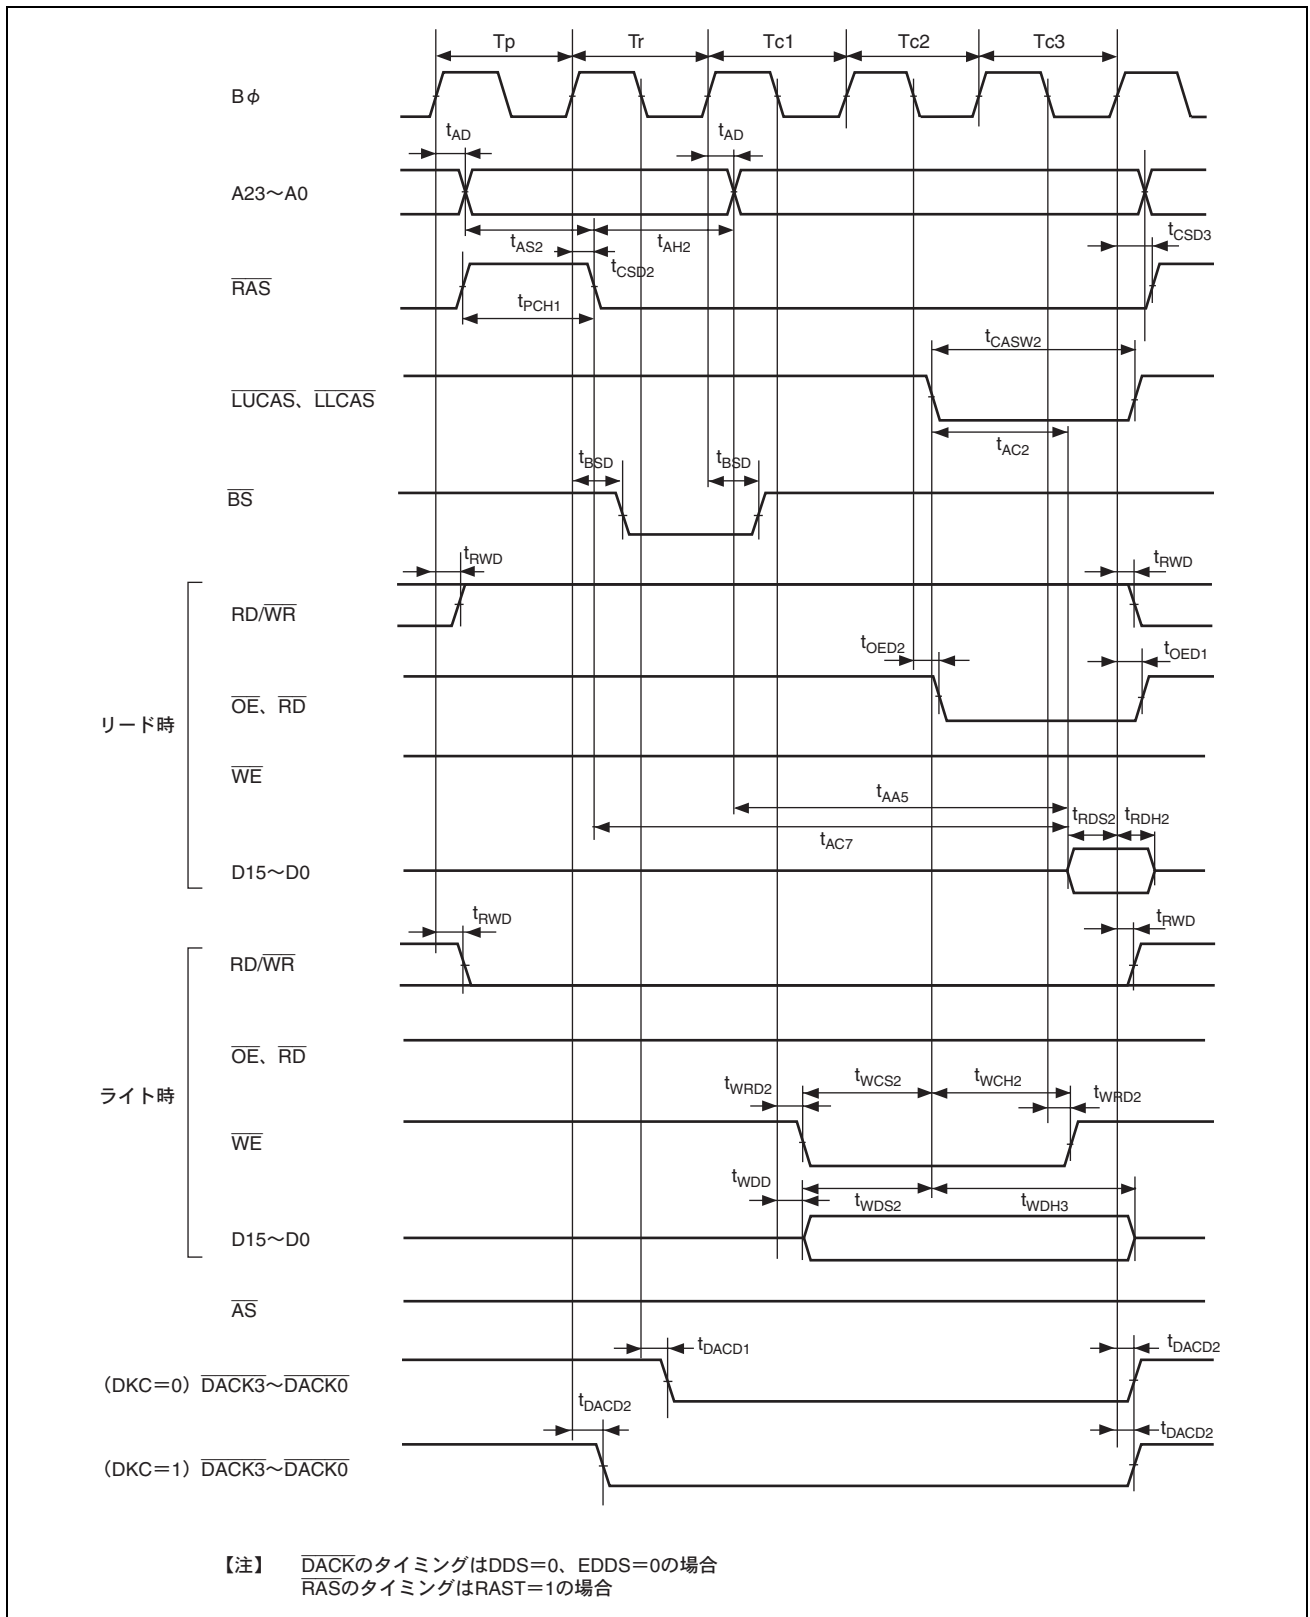 Tp Tr Tc1 Tc2 Tc3
Bφ
tAD tAD
A23～A0
tAS2 tAH2 tCSD3
tCSD2
RAS
tPCH1
tCASW2
LUCAS、LLCAS
tAC2
tBSD tBSD
BS
tRWD tRWD
RD/WR
tOED2 tOED1
OE、RD
リード時
WE
tAA5
tRDS2 tRDH2
tAC7
D15～D0
tRWD tRWD
RD/WR
OE、RD
ライト時
tWRD2 tWCS2 tWCH2 tWRD2
WE
tWDD tWDS2 tWDH3
D15～D0
AS
tDACD1 tDACD2
（DKC＝0）DACK3～DACK0
tDACD2 tDACD2
（DKC＝1）DACK3～DACK0
【注】 DACKのタイミングはDDS＝0、EDDS＝0の場合
RASのタイミングはRAST＝1の場合